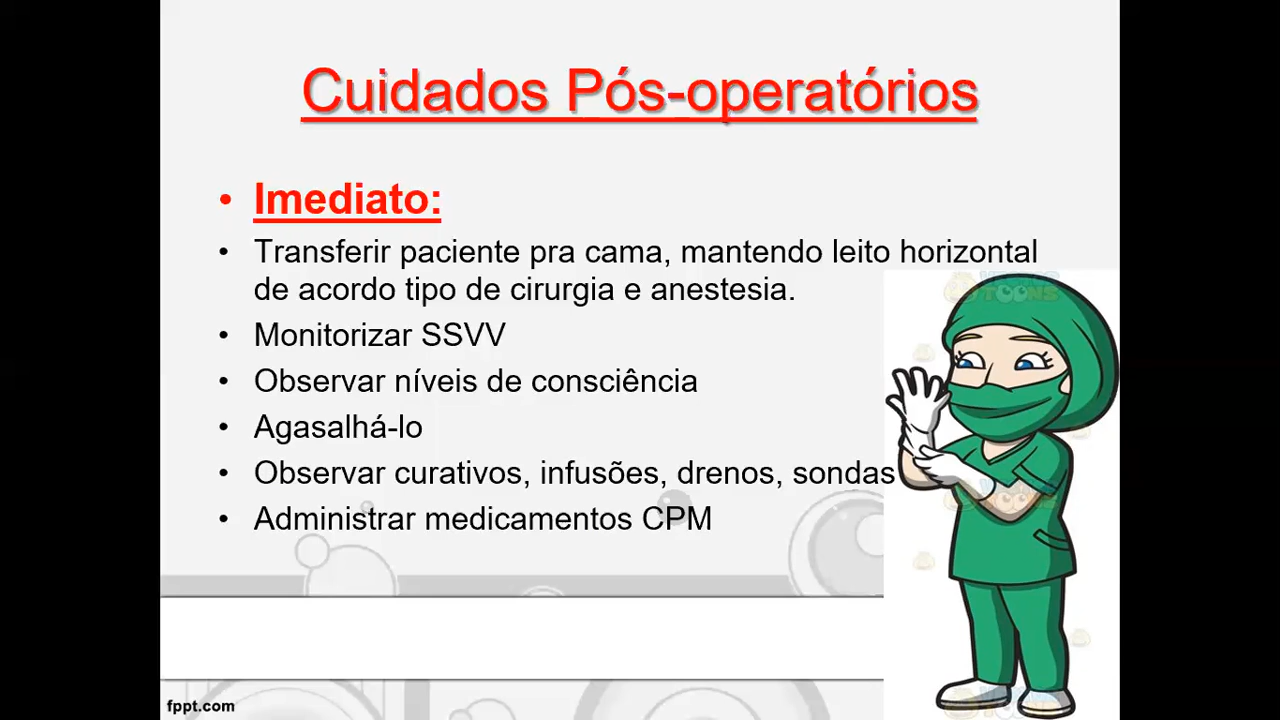 Cuidados Pós-operatórios
• Imediato:
• Transferir paciente pra cama, mantendo leito horizontal
de acordo tipo de cirurgia e anestesia.
• Monitorizar SSVV
• Observar níveis de consciência
• Agasalhá-lo
• Observar curativos, infusões, drenos, sondas
• Administrar medicamentos CPM
TOONS
fppt.com